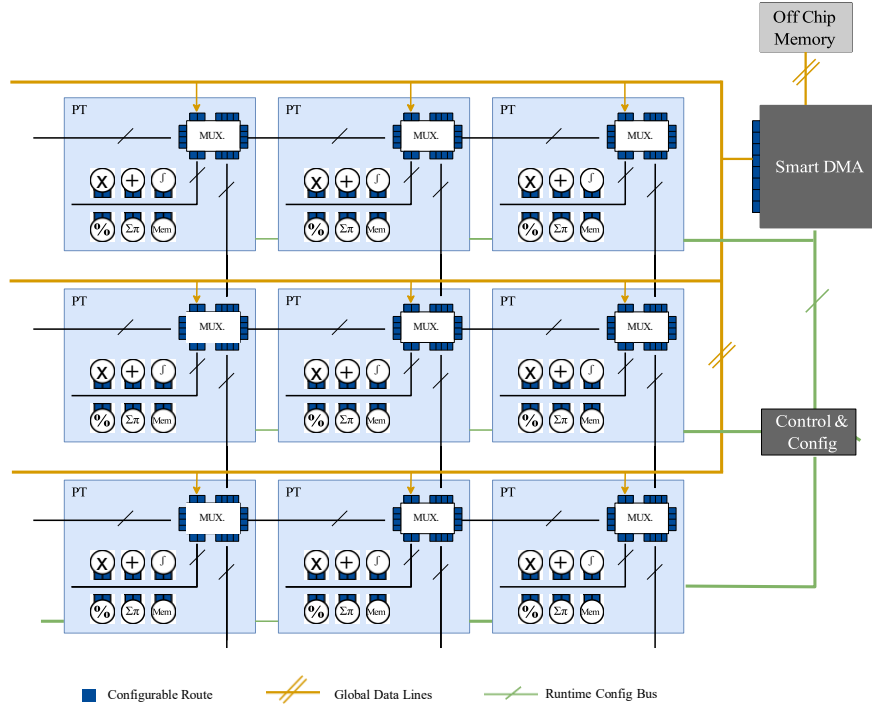 Off Chip
Memory
Smart DMA
PT PT PT
MUX. MUX. MUX.
X + ∫ X + ∫ X + ∫
% Σπ Mem % Σπ Mem % Σπ Mem
PT PT PT
MUX. MUX. MUX.
X + ∫ X + ∫ X + ∫
% Σπ Mem % Σπ Mem % Σπ Mem
Control &
Config
PT PT PT
MUX. MUX. MUX.
X + ∫ X + ∫ X + ∫
% Σπ Mem % Σπ Mem % Σπ Mem
Configurable Route Global Data Lines Runtime Config Bus